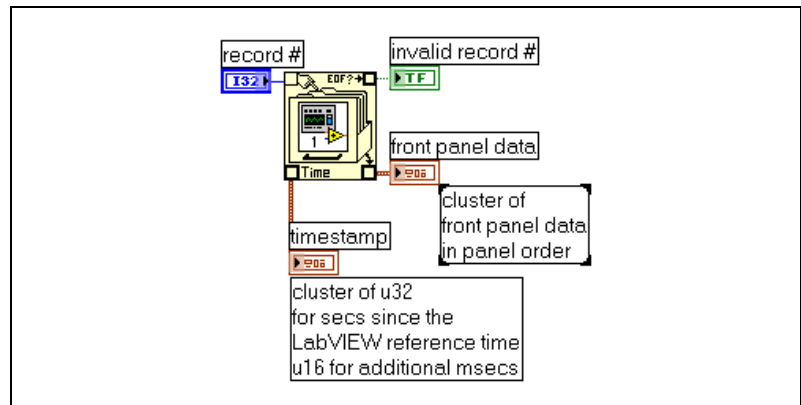 record #
I32
invalid record #
EOF?
TF
1
front panel data
Time
cluster of
front panel data
in panel order
timestamp
cluster of u32
for secs since the
LabVIEW reference time
u16 for additional msecs